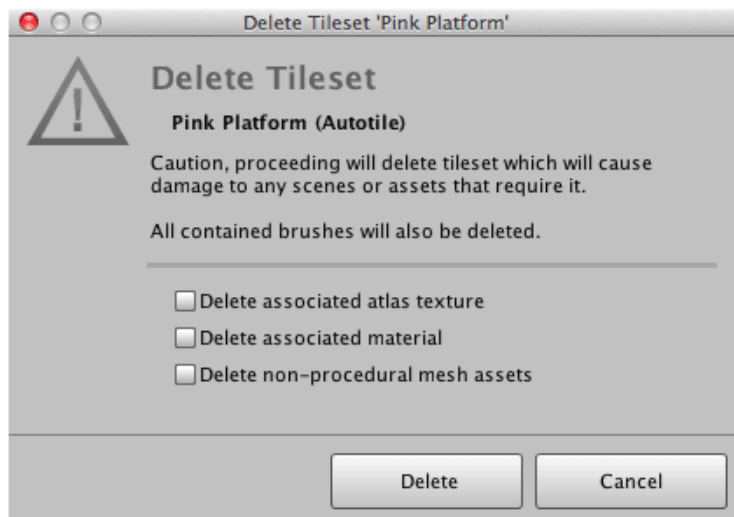 Delete Tileset 'Pink Platform'
Delete Tileset
Pink Platform (Autotile)
Caution, proceeding will delete tileset which will cause
damage to any scenes or assets that require it.
All contained brushes will also be deleted.
Delete associated atlas texture
Delete associated material
Delete non-procedural mesh assets
Delete
Cancel